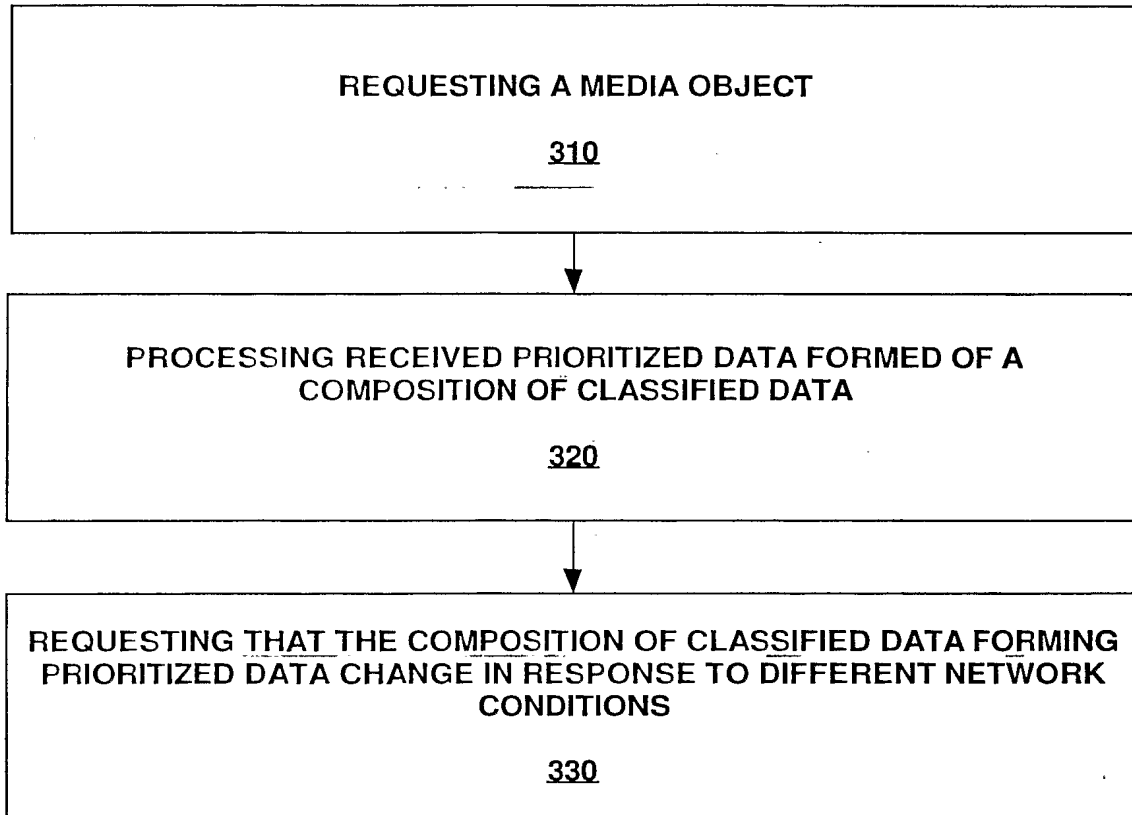 REQUESTING A MEDIA OBJECT
310
PROCESSING RECEIVED PRIORITIZED DATA FORMED OF A
COMPOSITION OF CLASSIFIED DATA
320
REQUESTING THAT THE COMPOSITION OF CLASSIFIED DATA FORMING
PRIORITIZED DATA CHANGE IN RESPONSE TO DIFFERENT NETWORK
CONDITIONS
330